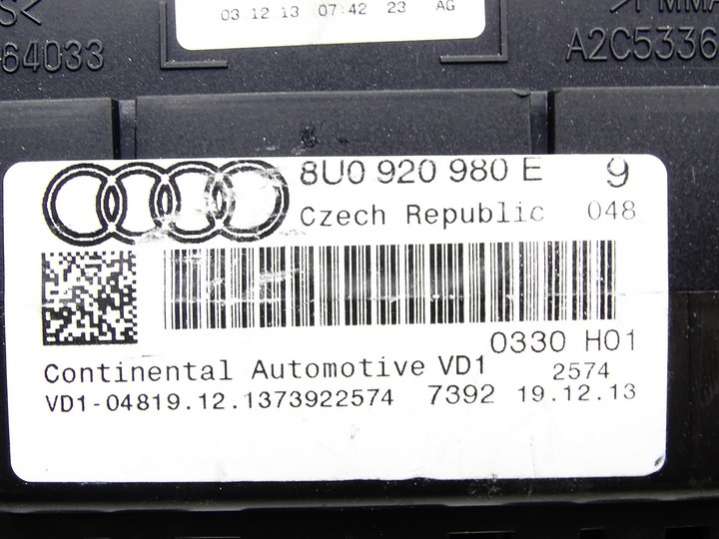 03 12 13 07:42 23 AG
64033
A2C5336
8U0 920 980 E 9
Czech Republic 048
0330 H01
Continental Automotive VD1 2574
VD1-04819.12.1373922574 7392 19.12.13